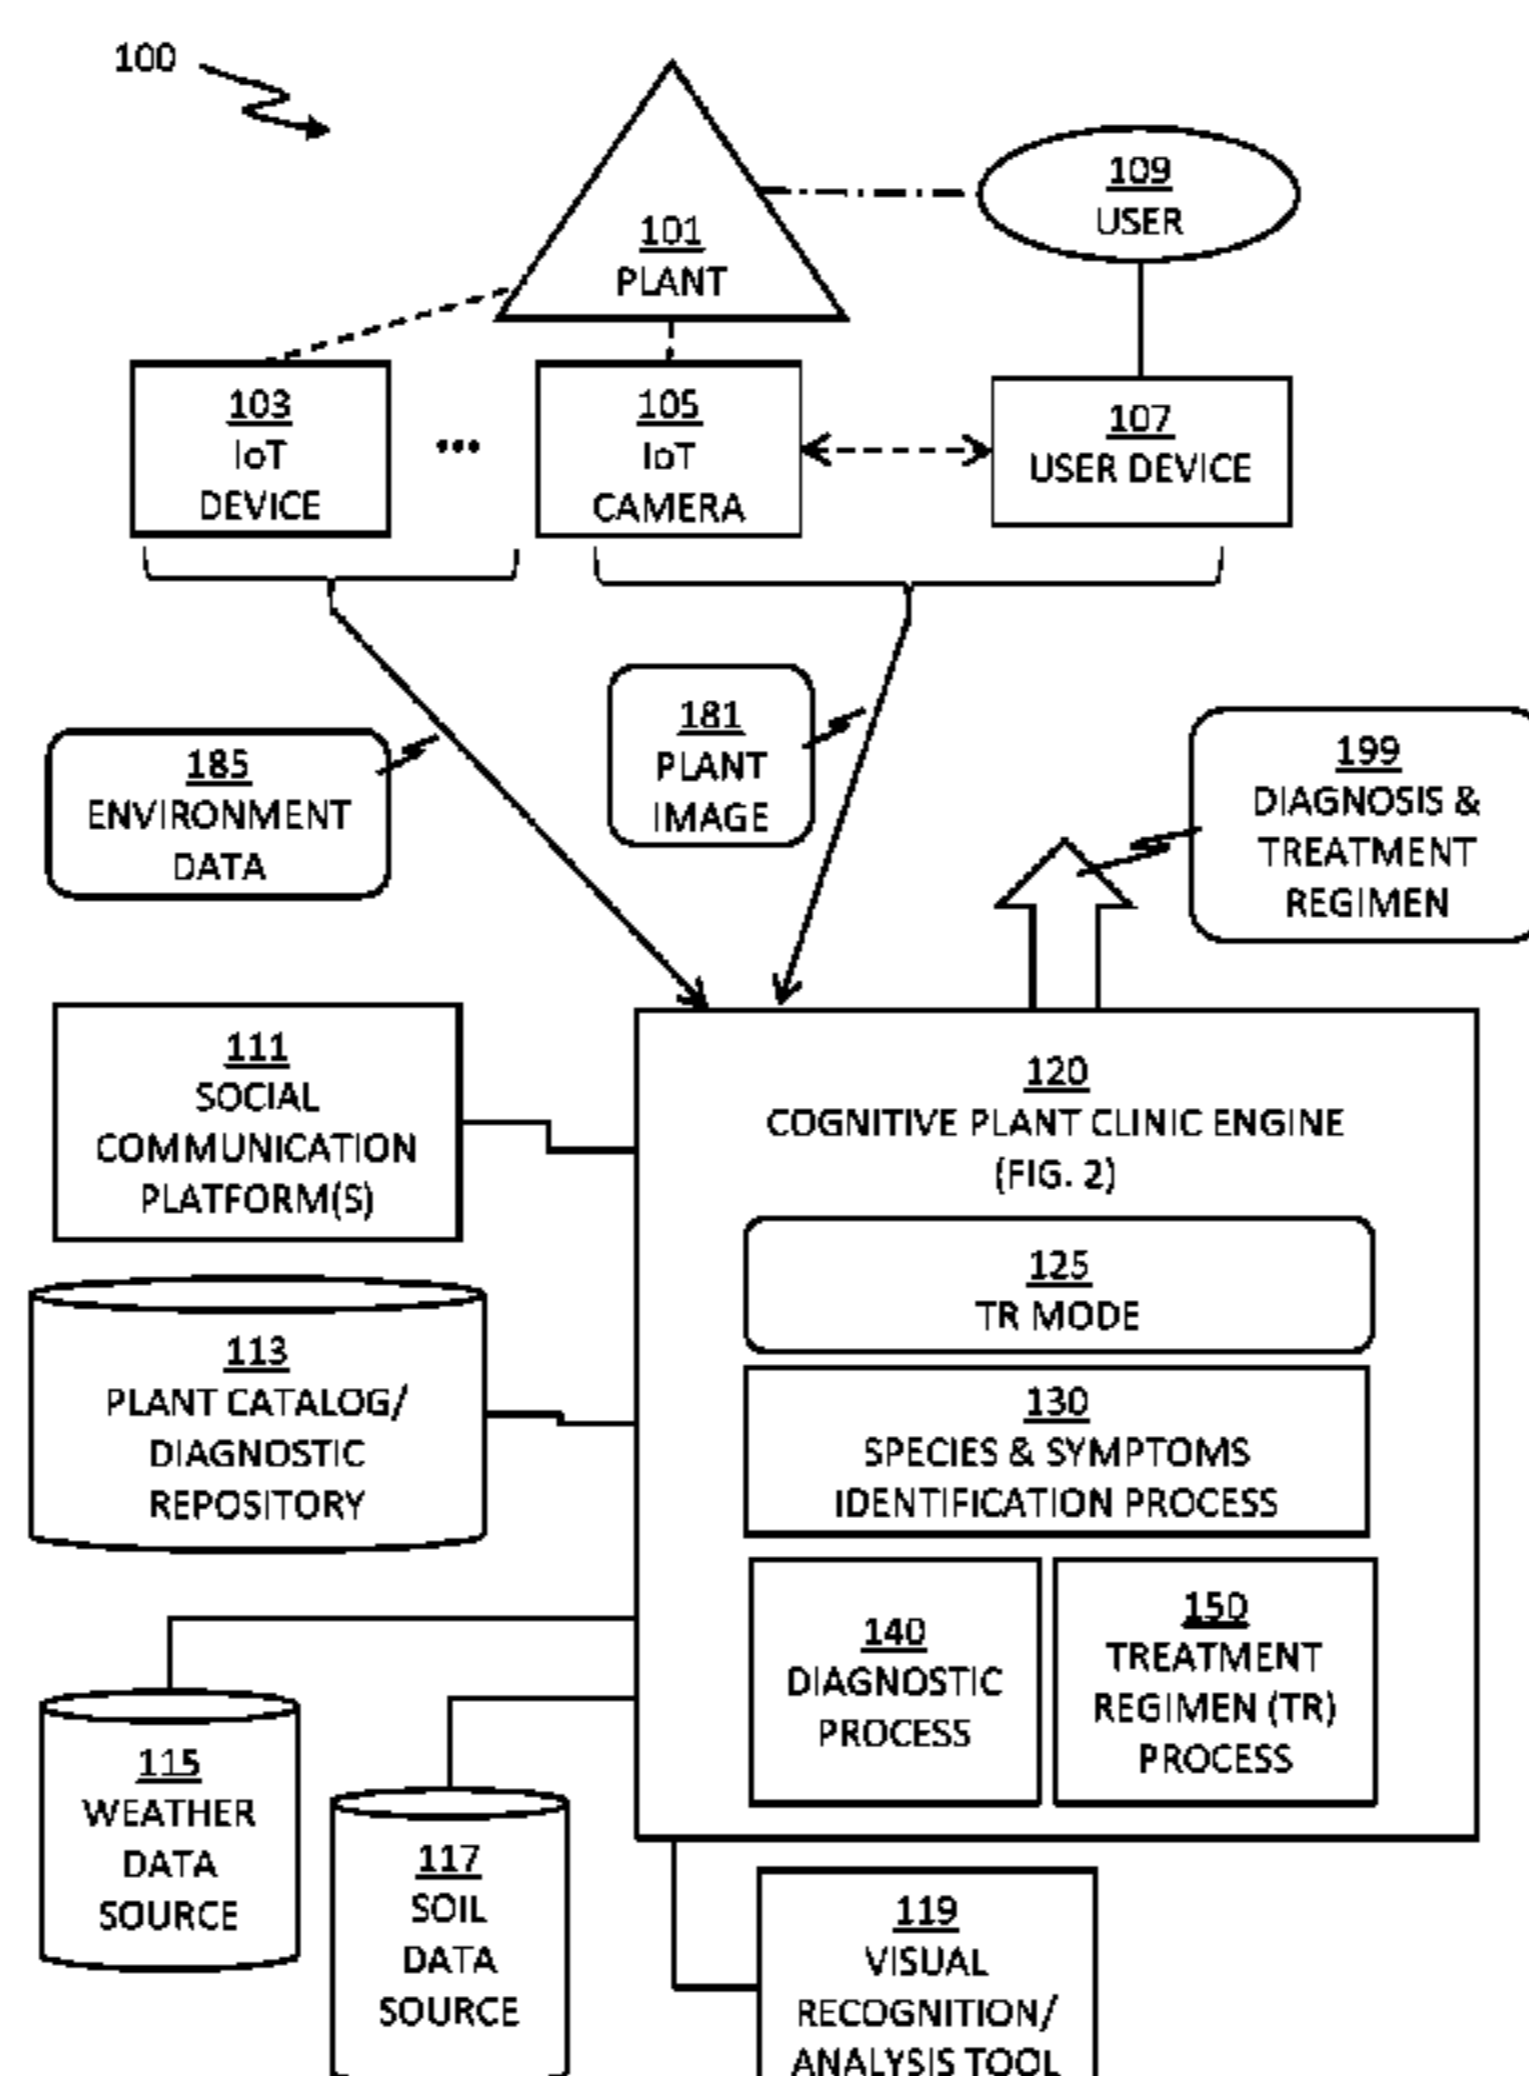 100
101
PLANT
109
USER
103
IoT
DEVICE
...
105
IoT
CAMERA
107
USER DEVICE
185
ENVIRONMENT
DATA
181
PLANT
IMAGE
199
DIAGNOSIS &
TREATMENT
REGIMEN
111
SOCIAL
COMMUNICATION
PLATFORM(S)
113
PLANT CATALOG/
DIAGNOSTIC
REPOSITORY
115
WEATHER
DATA
SOURCE
117
SOIL
DATA
SOURCE
120
COGNITIVE PLANT CLINIC ENGINE
(FIG. 2)
125
TR MODE
130
SPECIES & SYMPTOMS
IDENTIFICATION PROCESS
140
DIAGNOSTIC
PROCESS
150
TREATMENT
REGIMEN (TR)
PROCESS
119
VISUAL
RECOGNITION/
ANALYSIS TOOL